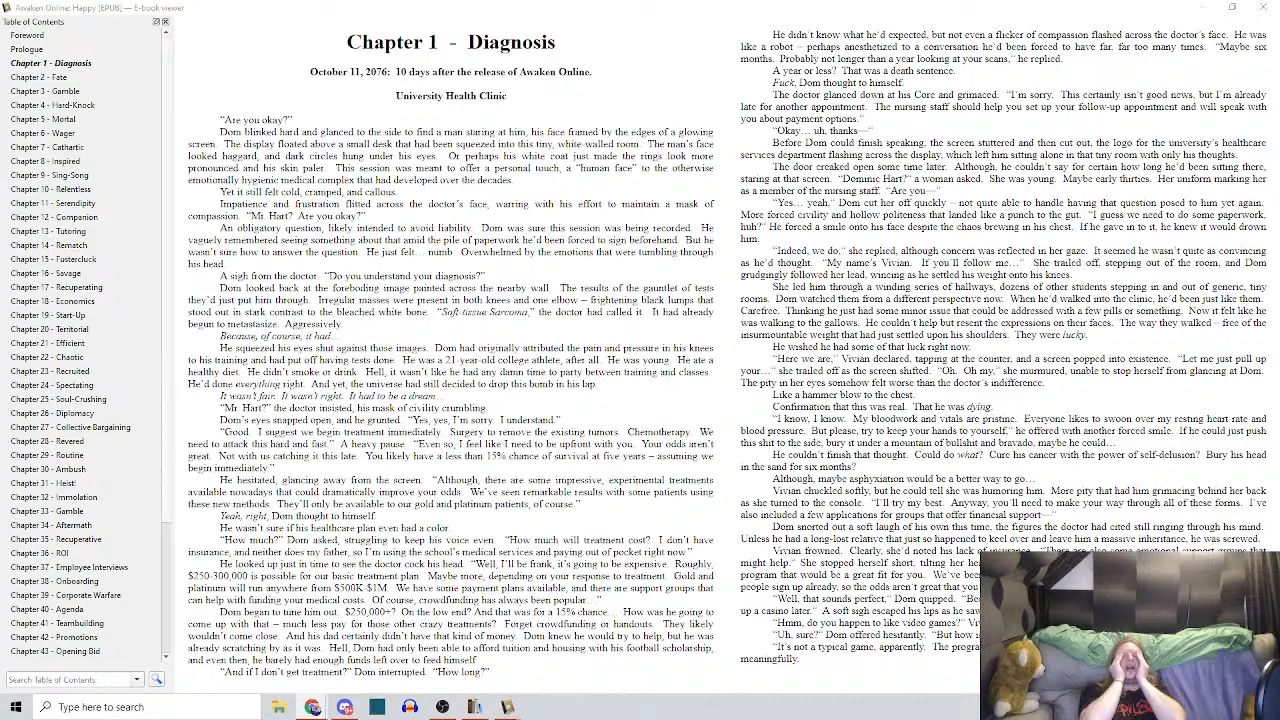 Awaken Online: Happy [EPUB] — E-book viewer
Table of Contents
Foreword
Prologue
Chapter 1 - Diagnosis
Chapter 2 - Fate
Chapter 3 - Gamble
Chapter 4 - Hard-Knock
Chapter 5 - Mortal
Chapter 6 - Wager
Chapter 7 - Cathartic
Chapter 8 - Inspired
Chapter 9 - Sing-Song
Chapter 10 - Relentless
Chapter 11 - Serendipity
Chapter 12 - Companion
Chapter 13 - Tutoring
Chapter 14 - Rematch
Chapter 15 - Fustercluck
Chapter 16 - Savage
Chapter 17 - Recuperating
Chapter 18 - Economics
Chapter 19 - Start-Up
Chapter 20 - Territorial
Chapter 21 - Efficient
Chapter 22 - Chaotic
Chapter 23 - Recruited
Chapter 24 - Spectating
Chapter 25 - Soul-Crushing
Chapter 26 - Diplomacy
Chapter 27 - Collective Bargaining
Chapter 28 - Revered
Chapter 29 - Routine
Chapter 30 - Ambush
Chapter 31 - Heist!
Chapter 32 - Immolation
Chapter 33 - Gamble
Chapter 34 - Aftermath
Chapter 35 - Recuperative
Chapter 36 - ROI
Chapter 37 - Employee Interviews
Chapter 38 - Onboarding
Chapter 39 - Corporate Warfare
Chapter 40 - Agenda
Chapter 41 - Teambuilding
Chapter 42 - Promotions
Chapter 43 - Opening Bid
Search Table of Contents:
Chapter 1 - Diagnosis
October 11, 2076: 10 days after the release of Awaken Online.
University Health Clinic
“Are you okay?”
Dom blinked hard and glanced to the side to find a man staring at him, his face framed by the edges of a glowing
screen. The display floated above a small desk that had been squeezed into this tiny, white-walled room. The man's face
looked haggard, and dark circles hung under his eyes. Or perhaps his white coat just made the rings look more
pronounced and his skin paler. This session was meant to offer a personal touch, a “human face” to the otherwise
emotionally hygienic medical complex that had developed over the decades.
Yet it still felt cold, cramped, and callous.
Impatience and frustration flitted across the doctor's face, warring with his effort to maintain a mask of
compassion. “Mr. Hart? Are you okay?”
An obligatory question, likely intended to avoid liability. Dom was sure this session was being recorded. He
vaguely remembered seeing something about that amid the pile of paperwork he'd been forced to sign beforehand. But he
wasn't sure how to answer the question. He just felt… numb. Overwhelmed by the emotions that were tumbling through
his head.
A sigh from the doctor. “Do you understand your diagnosis?”
Dom looked back at the foreboding image painted across the nearby wall. The results of the gauntlet of tests
they'd just put him through. Irregular masses were present in both knees and one elbow – frightening black lumps that
stood out in stark contrast to the bleached white bone. “Soft-tissue Sarcoma,” the doctor had called it. It had already
begun to metastasize. Aggressively.
Because, of course, it had…
He squeezed his eyes shut against those images. Dom had originally attributed the pain and pressure in his knees
to his training and had put off having tests done. He was a 21-year-old college athlete, after all. He was young. He ate a
healthy diet. He didn't smoke or drink. Hell, it wasn't like he had any damn time to party between training and classes.
He'd done everything right. And yet, the universe had still decided to drop this bomb in his lap.
It wasn't fair. It wasn't right. It had to be a dream…
“Mr. Hart?” the doctor insisted, his mask of civility crumbling.
Dom's eyes snapped open, and he grunted. “Yes, yes, I'm sorry. I understand.”
“Good. I suggest we begin treatment immediately. Surgery to remove the existing tumors. Chemotherapy. We
need to attack this hard and fast.” A heavy pause. “Even so, I feel like I need to be upfront with you. Your odds aren't
great. Not with us catching it this late. You likely have a less than 15% chance of survival at five years – assuming we
begin immediately.”
He hesitated, glancing away from the screen. “Although, there are some impressive, experimental treatments
available nowadays that could dramatically improve your odds. We've seen remarkable results with some patients using
these new methods. They'll only be available to our gold and platinum patients, of course.”
Yeah, right, Dom thought to himself.
He wasn't sure if his healthcare plan even had a color.
“How much?” Dom asked, struggling to keep his voice even. “How much will treatment cost? I don't have
insurance, and neither does my father, so I'm using the school's medical services and paying out of pocket right now.”
He looked up just in time to see the doctor cock his head. “Well, I'll be frank, it's going to be expensive. Roughly,
$250-300,000 is possible for our basic treatment plan. Maybe more, depending on your response to treatment. Gold and
platinum will run anywhere from $500K-$1M. We have some payment plans available, and there are support groups that
can help with funding your medical costs. Of course, crowdfunding has always been popular…”
Dom began to tune him out. $250,000+? On the low end? And that was for a 15% chance… How was he going to
come up with that – much less pay for those other crazy treatments? Forget crowdfunding or handouts. They likely
wouldn't come close. And his dad certainly didn't have that kind of money. Dom knew he would try to help, but he was
already scratching by as it was. Hell, Dom had only been able to afford tuition and housing with his football scholarship,
and even then, he barely had enough funds left over to feed himself.
“And if I don't get treatment?” Dom interrupted. “How long?”
He didn't know what he'd expected, but not even a flicker of compassion flashed across the doctor's face. He was
like a robot – perhaps anesthetized to a conversation he'd been forced to have far, far too many times. “Maybe six
months. Probably not longer than a year looking at your scans,” he replied.
A year or less? That was a death sentence.
Fuck, Dom thought to himself.
The doctor glanced down at his Core and grimaced. “I'm sorry. This certainly isn't good news, but I'm already
late for another appointment. The nursing staff should help you set up your follow-up appointment and will speak with
you about payment options.”
“Okay… uh, thanks—”
Before Dom could finish speaking, the screen stuttered and then cut out, the logo for the university's healthcare
services department flashing across the display, which left him sitting alone in that tiny room with only his thoughts.
The door creaked open some time later. Although, he couldn't say for certain how long he'd been sitting there,
staring at that screen. “Dominic Hart?” a woman asked. She was young. Maybe early thirties. Her uniform marking her
as a member of the nursing staff. “Are you—”
“Yes… yeah,” Dom cut her off quickly – not quite able to handle having that question posed to him yet again.
More forced civility and hollow politeness that landed like a punch to the gut. “I guess we need to do some paperwork,
huh?” He forced a smile onto his face despite the chaos brewing in his chest. If he gave in to it, he knew it would drown
him.
“Indeed, we do,” she replied, although concern was reflected in her gaze. It seemed he wasn't quite as convincing
as he'd thought. “My name's Vivian. If you'll follow me…” She trailed off, stepping out of the room, and Dom
grudgingly followed her lead, wincing as he settled his weight onto his knees.
She led him through a winding series of hallways, dozens of other students stepping in and out of generic, tiny
rooms. Dom watched them from a different perspective now. When he'd walked into the clinic, he'd been just like them.
Carefree. Thinking he just had some minor issue that could be addressed with a few pills or something. Now it felt like he
was walking to the gallows. He couldn't help but resent the expressions on their faces. The way they walked – free of the
insurmountable weight that had just settled upon his shoulders. They were lucky.
He wished he had some of that luck right now.
“Here we are,” Vivian declared, tapping at the counter, and a screen popped into existence. “Let me just pull up
your…” she trailed off as the screen shifted. “Oh. Oh my,” she murmured, unable to stop herself from glancing at Dom.
The pity in her eyes somehow felt worse than the doctor's indifference.
Like a hammer blow to the chest.
Confirmation that this was real. That he was dying.
“I know, I know. My bloodwork and vitals are pristine. Everyone likes to swoon over my resting heart rate and
blood pressure. But please, try to keep your hands to yourself,” he offered with another forced smile. If he could just push
this shit to the side, bury it under a mountain of bullshit and bravado, maybe he could…
He couldn't finish that thought. Could do what? Cure his cancer with the power of self-delusion? Bury his head
in the sand for six months?
Although, maybe asphyxiation would be a better way to go…
Vivian chuckled softly, but he could tell she was humoring him. More pity that had him grimacing behind her back
as she turned to the console. “I'll try my best. Anyway, you'll need to make your way through all of these forms. I've
also included a few applications for groups that offer financial support—”
Dom snorted out a soft laugh of his own this time, the figures the doctor had cited still ringing through his mind.
Unless he had a long-lost relative that just so happened to keel over and leave him a massive inheritance, he was screwed.
Vivian frowned. Clearly, she'd noted his lack of insurance. “There are also some emotional support groups that
might help.” She stopped herself short, tilting her
program that would be a great fit for you. We've
people sign up already, so the odds aren't great that you
“Well, that sounds perfect,” Dom quipped.
up a casino later.” A soft sigh escaped his lips as he
“Hmm, do you happen to like video games?”
“Uh, sure?” Dom offered hesitantly. “But how
“It's not a typical game, apparently. The
meaningfully.
Type here to search